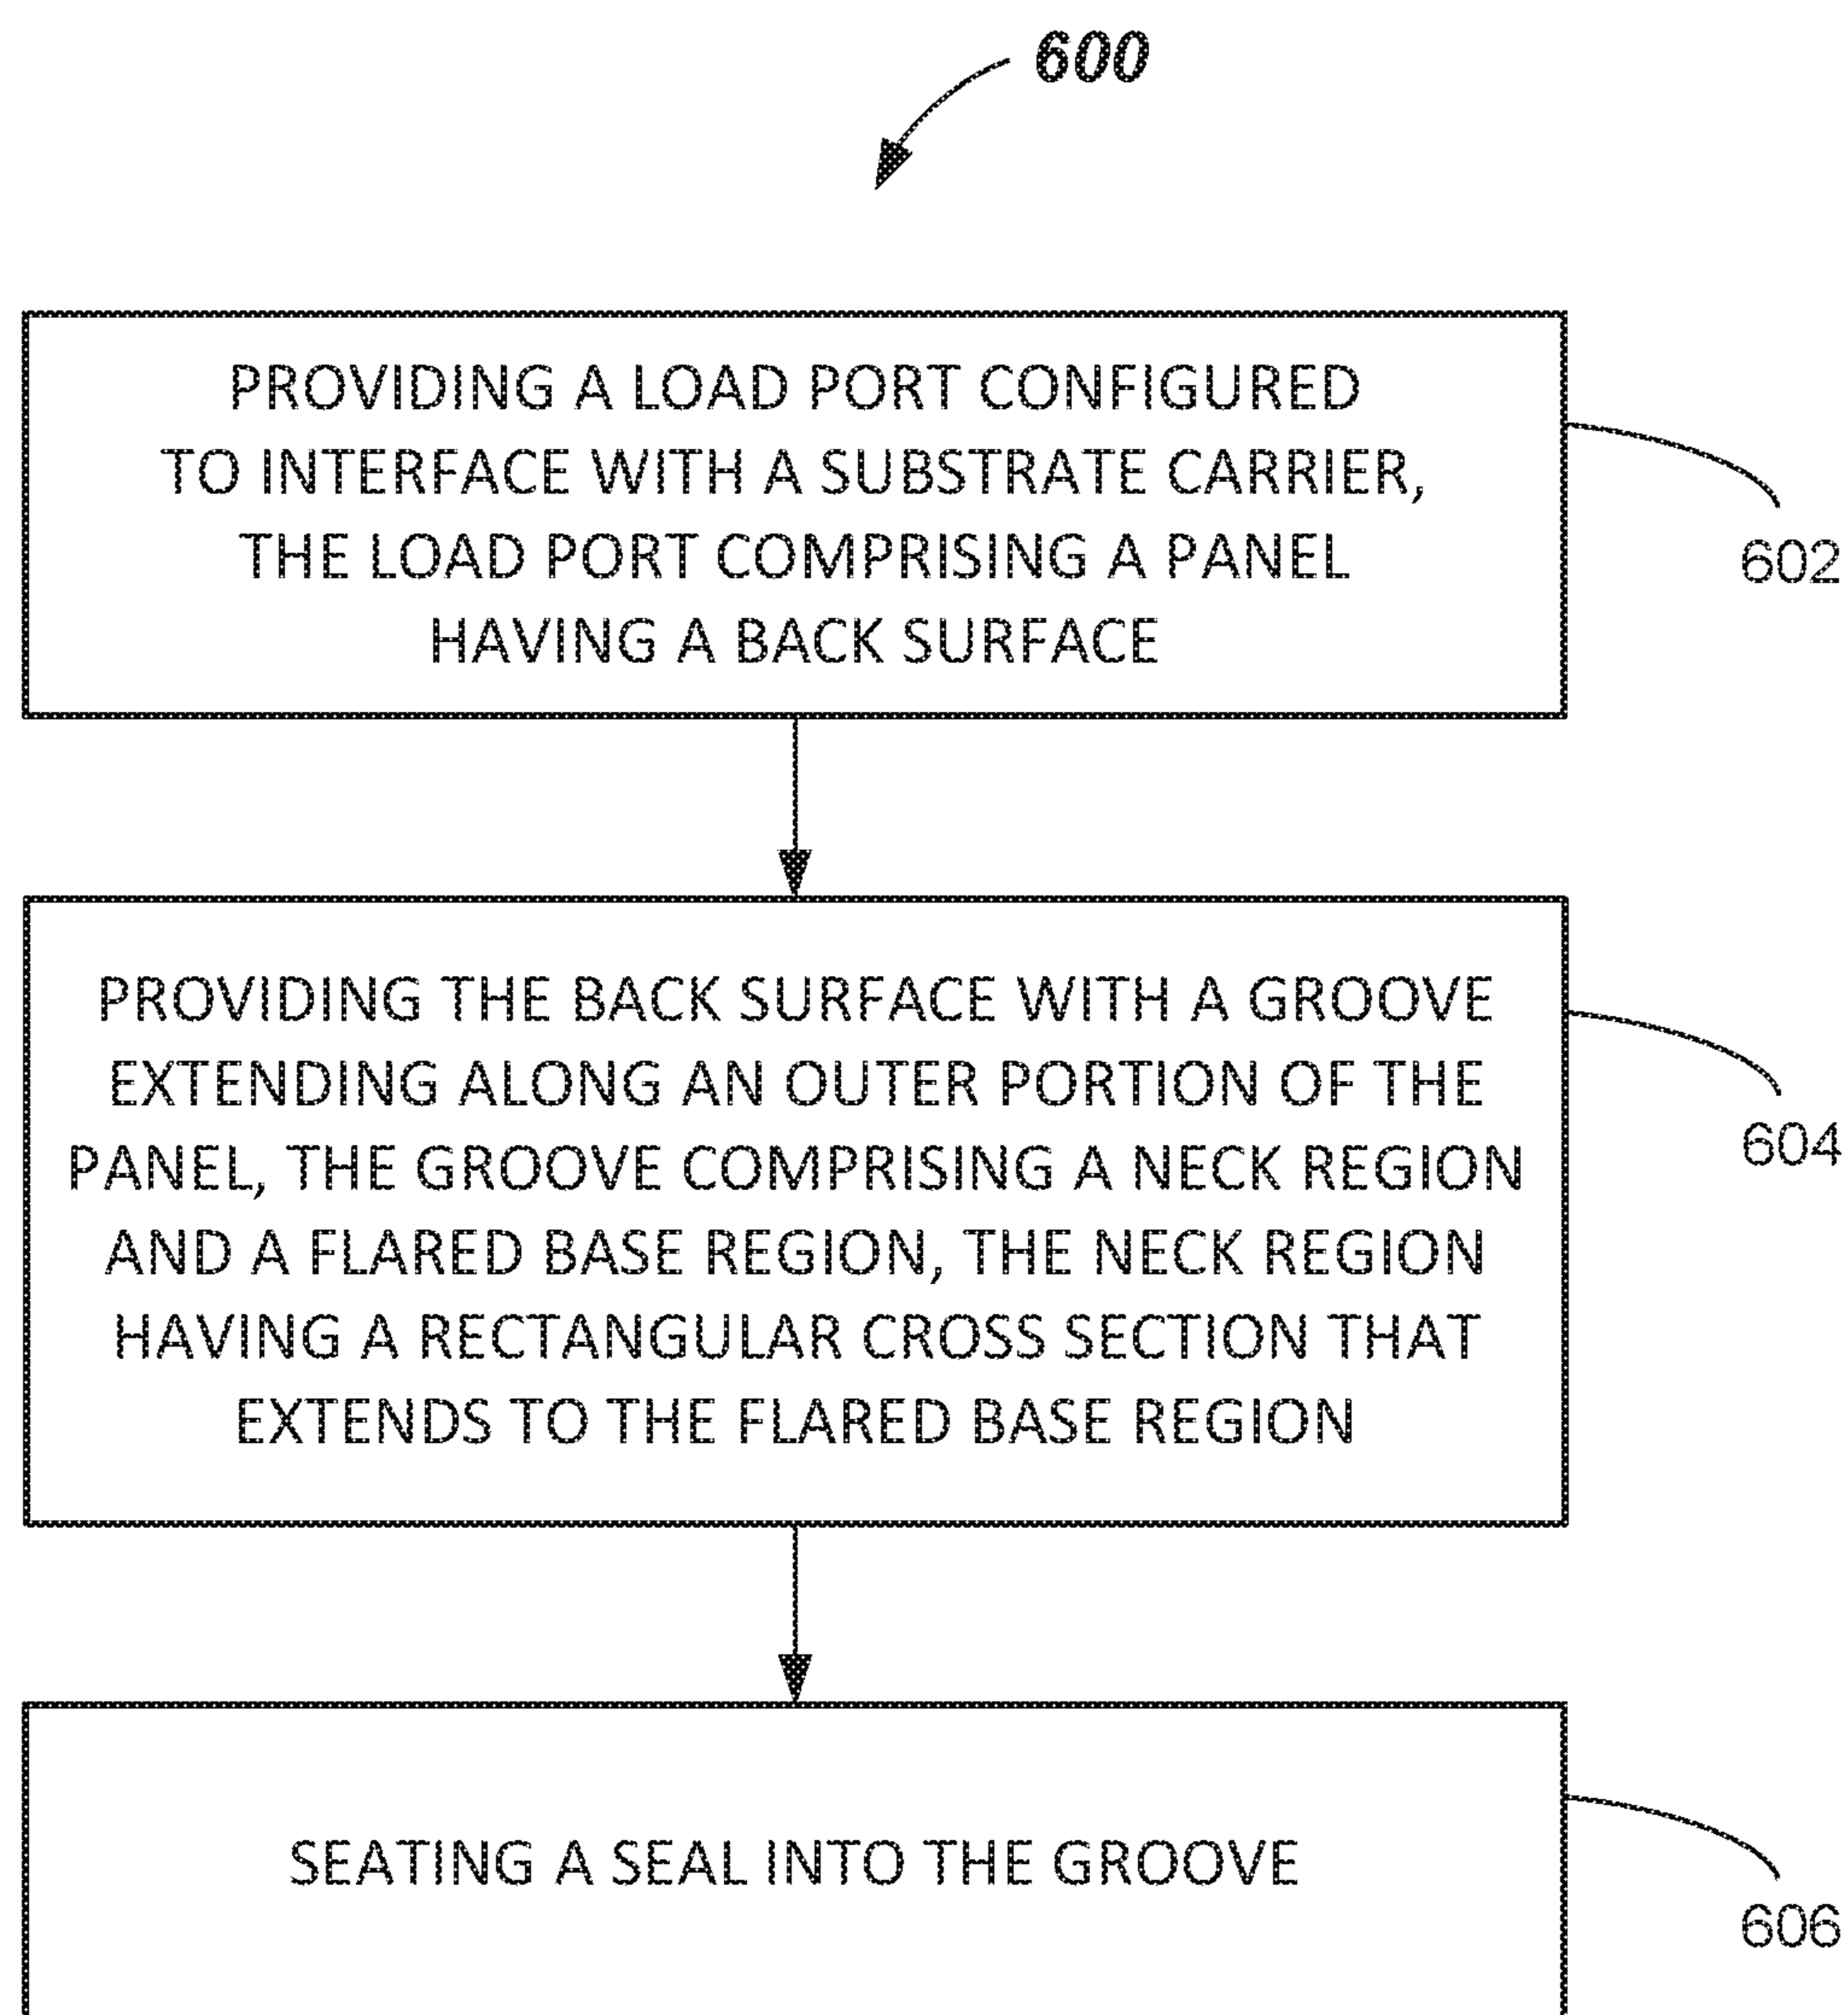 600
PROVIDING A LOAD PORT CONFIGURED
TO INTERFACE WITH A SUBSTRATE CARRIER,
THE LOAD PORT COMPRISING A PANEL
HAVING A BACK SURFACE
602
PROVIDING THE BACK SURFACE WITH A GROOVE
EXTENDING ALONG AN OUTER PORTION OF THE
PANEL, THE GROOVE COMPRISING A NECK REGION
AND A FLARED BASE REGION, THE NECK REGION
HAVING A RECTANGULAR CROSS SECTION THAT
EXTENDS TO THE FLARED BASE REGION
604
SEATING A SEAL INTO THE GROOVE
606